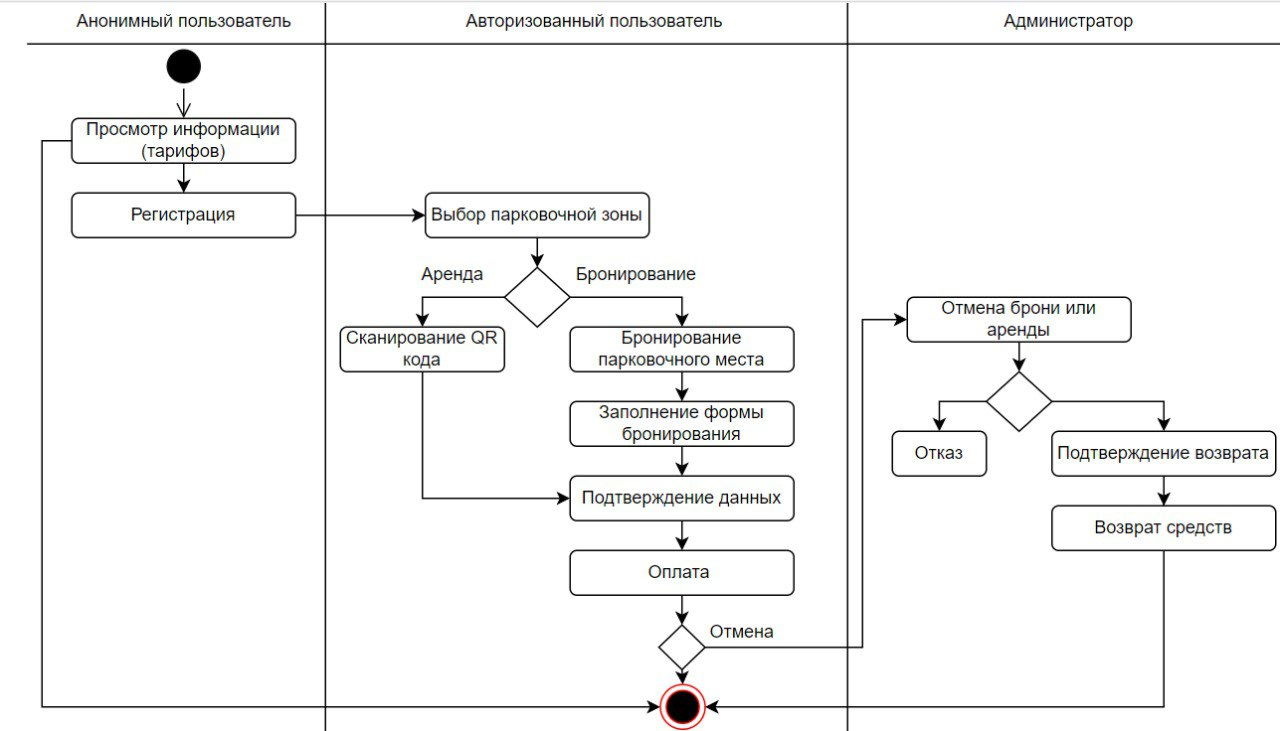 Анонимный пользователь
Авторизованный пользователь
Администратор
Просмотр информации
(тарифов)
Регистрация
Выбор парковочной зоны
Аренда
Бронирование
Сканирование QR
кода
Бронирование
парковочного места
Заполнение формы
бронирования
Подтверждение данных
Оплата
Отмена
Отмена брони или
аренды
Отказ
Подтверждение возврата
Возврат средств